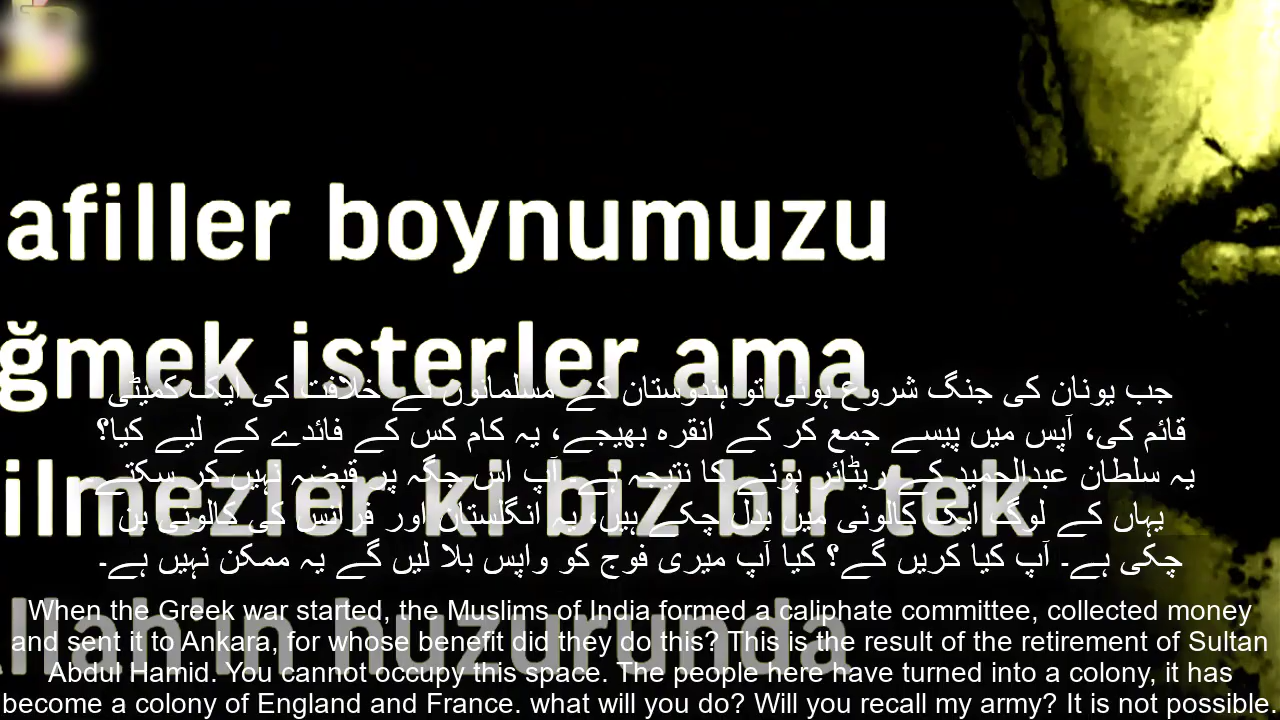 afiller boynumuzu
ğmek isterler ama
ilmezler ki biz bir tek
llah'ın huzurunda
جب یونان کی جنگ شروع ہوئی تو ہندوستان کے مسلمانوں نے خلافت کی ایک کمیٹی
قائم کی، آپس میں پیسے جمع کر کے انقرہ بھیجے، یہ کام کس کے فائدے کے لیے کیا؟
یہ سلطان عبدالحمید کے ریٹائر ہونے کا نتیجہ ہے۔ آپ اس جگہ پر قبضہ نہیں کر سکتے
یہاں کے لوگ ایک کالونی میں بدل چکے ہیں، یہ انگلستان اور فرانس کی کالونی بن
چکی ہے۔ آپ کیا کریں گے؟ کیا آپ میری فوج کو واپس بلا لیں گے یہ ممکن نہیں ہے۔
When the Greek war started, the Muslims of India formed a caliphate committee, collected money
and sent it to Ankara, for whose benefit did they do this? This is the result of the retirement of Sultan
Abdul Hamid. You cannot occupy this space. The people here have turned into a colony, it has
become a colony of England and France. what will you do? Will you recall my army? It is not possible.